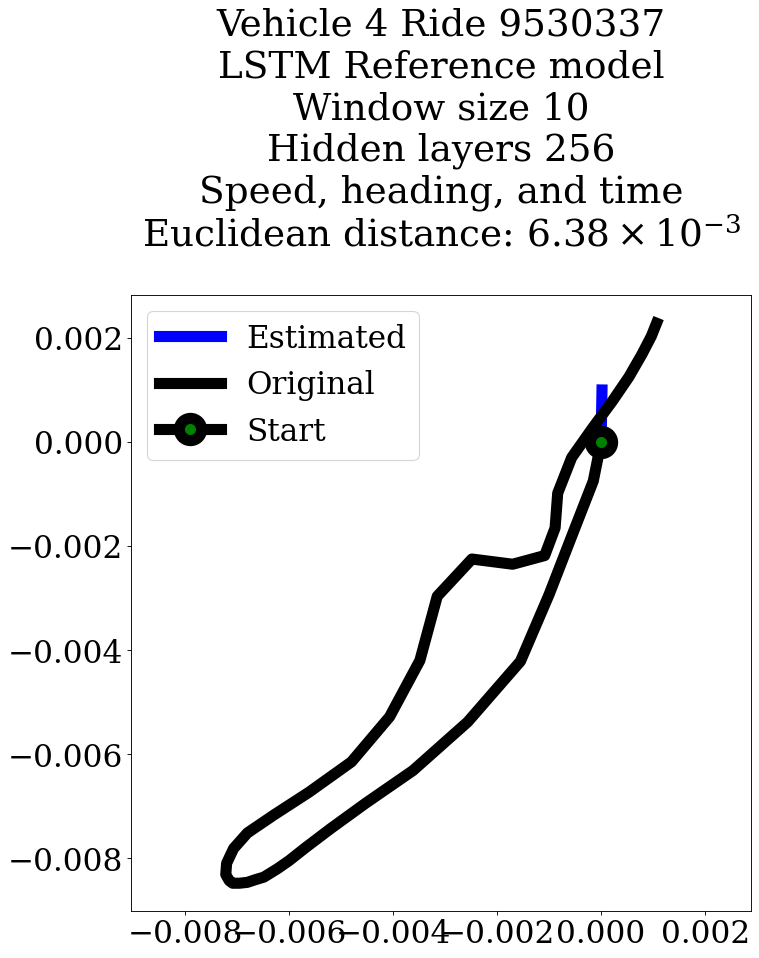 Vehicle 4 Ride 9530337
LSTM Reference model
Window size 10
Hidden layers 256
Speed, heading, and time
Euclidean distance: 6.38 × 10⁻³
Estimated
Original
Start
0.002
0.000
−0.002
−0.004
−0.006
−0.008
−0.008 −0.006 −0.004 −0.002 0.000 0.002